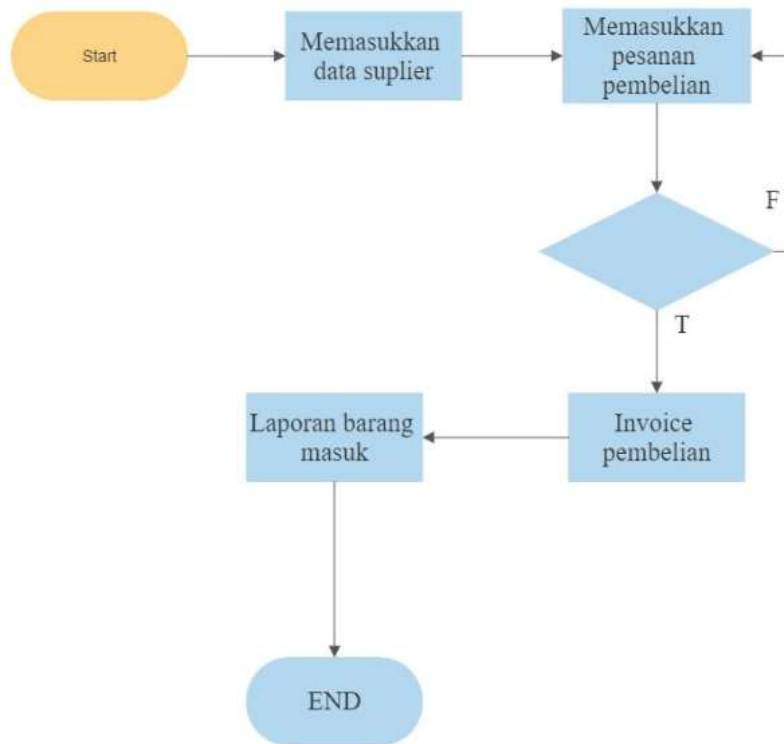 Start
Memasukkan
data suplier
Memasukkan
pesanan
pembelian
F
T
Invoice
pembelian
Laporan barang
masuk
END